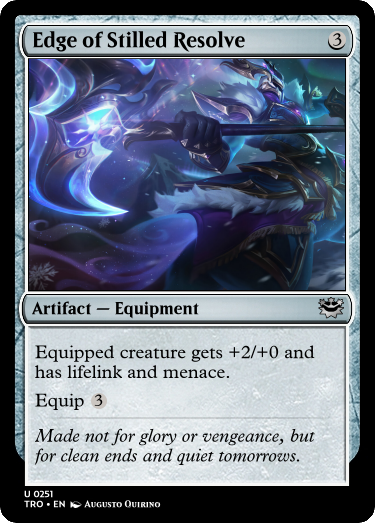 Edge of Stilled Resolve 3
Artifact — Equipment
Equipped creature gets +2/+0 and
has lifelink and menace.
Equip 3
Made not for glory or vengeance, but
for clean ends and quiet tomorrows.
U 0251
TRO • EN Augusto Quirino